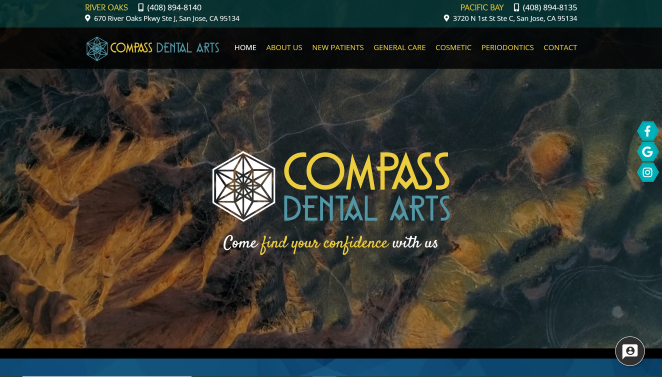 RIVER OAKS (408) 894-8140
670 River Oaks Pkwy Ste J, San Jose, CA 95134
PACIFIC BAY (408) 894-8135
3720 N 1st St Ste C, San Jose, CA 95134
COMPASS DENTAL ARTS
HOME ABOUT US NEW PATIENTS GENERAL CARE COSMETIC PERIODONTICS CONTACT
COMPASS
DENTAL ARTS
Come find your confidence with us